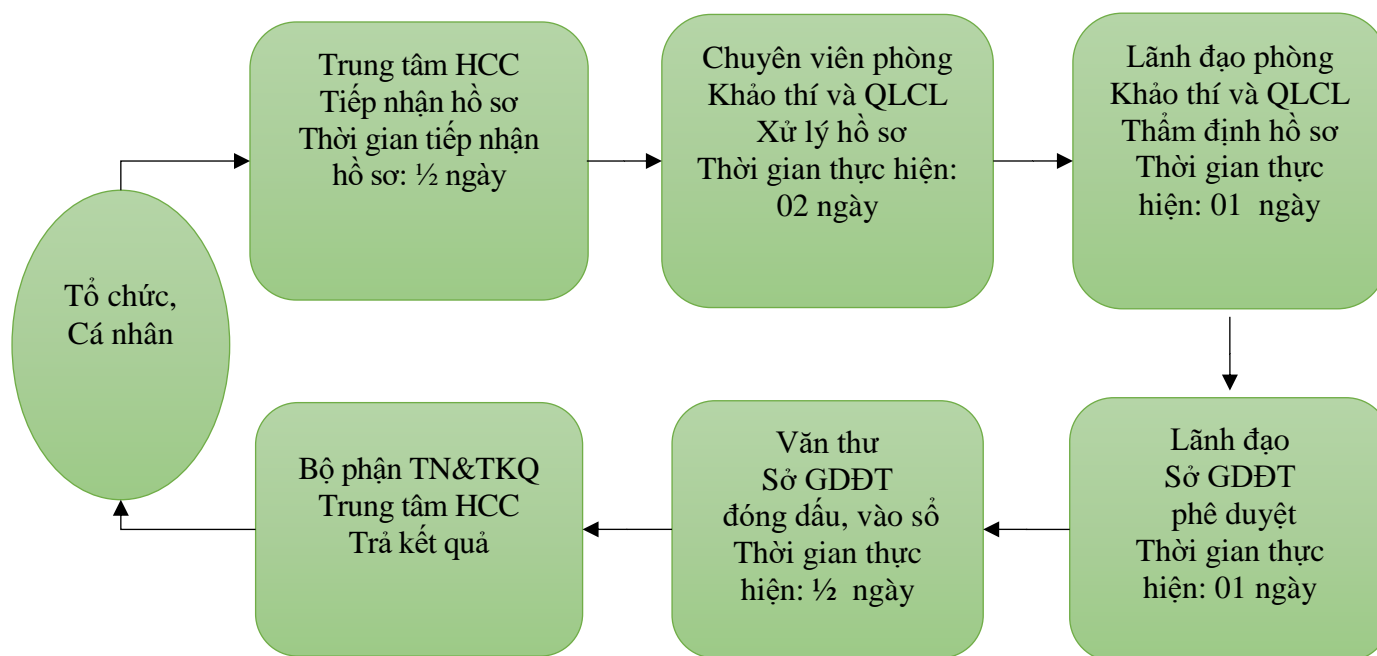 Tổ chức,
Cá nhân
Trung tâm HCC
Tiếp nhận hồ sơ
Thời gian tiếp nhận
hồ sơ: ½ ngày
Chuyên viên phòng
Khảo thí và QLCL
Xử lý hồ sơ
Thời gian thực hiện:
02 ngày
Lãnh đạo phòng
Khảo thí và QLCL
Thẩm định hồ sơ
Thời gian thực
hiện: 01 ngày
Lãnh đạo
Sở GDĐT
phê duyệt
Thời gian thực
hiện: 01 ngày
Văn thư
Sở GDĐT
đóng dấu, vào sổ
Thời gian thực
hiện: ½ ngày
Bộ phận TN&TKQ
Trung tâm HCC
Trả kết quả